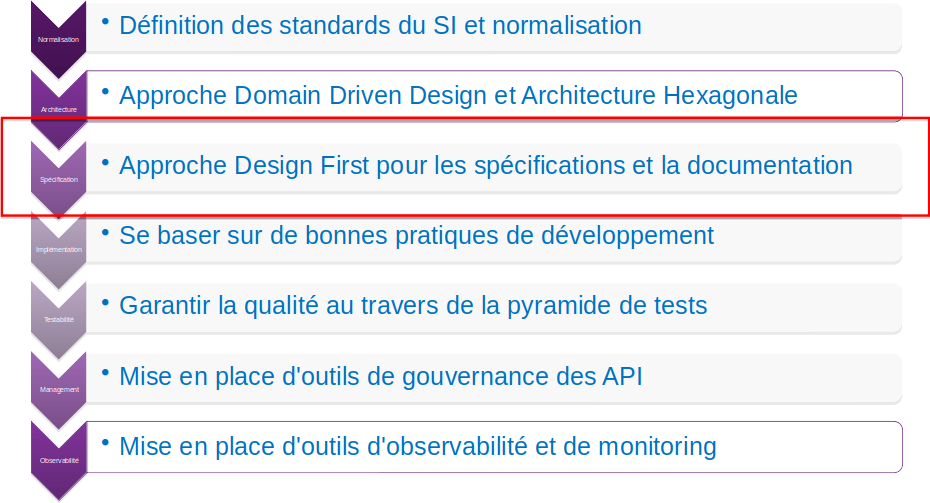 Normalisation
• Définition des standards du SI et normalisation
Architecture
• Approche Domain Driven Design et Architecture Hexagonale
Spécification
• Approche Design First pour les spécifications et la documentation
Implémentation
• Se baser sur de bonnes pratiques de développement
Testabilité
• Garantir la qualité au travers de la pyramide de tests
Management
• Mise en place d'outils de gouvernance des API
Observabilité
• Mise en place d'outils d'observabilité et de monitoring